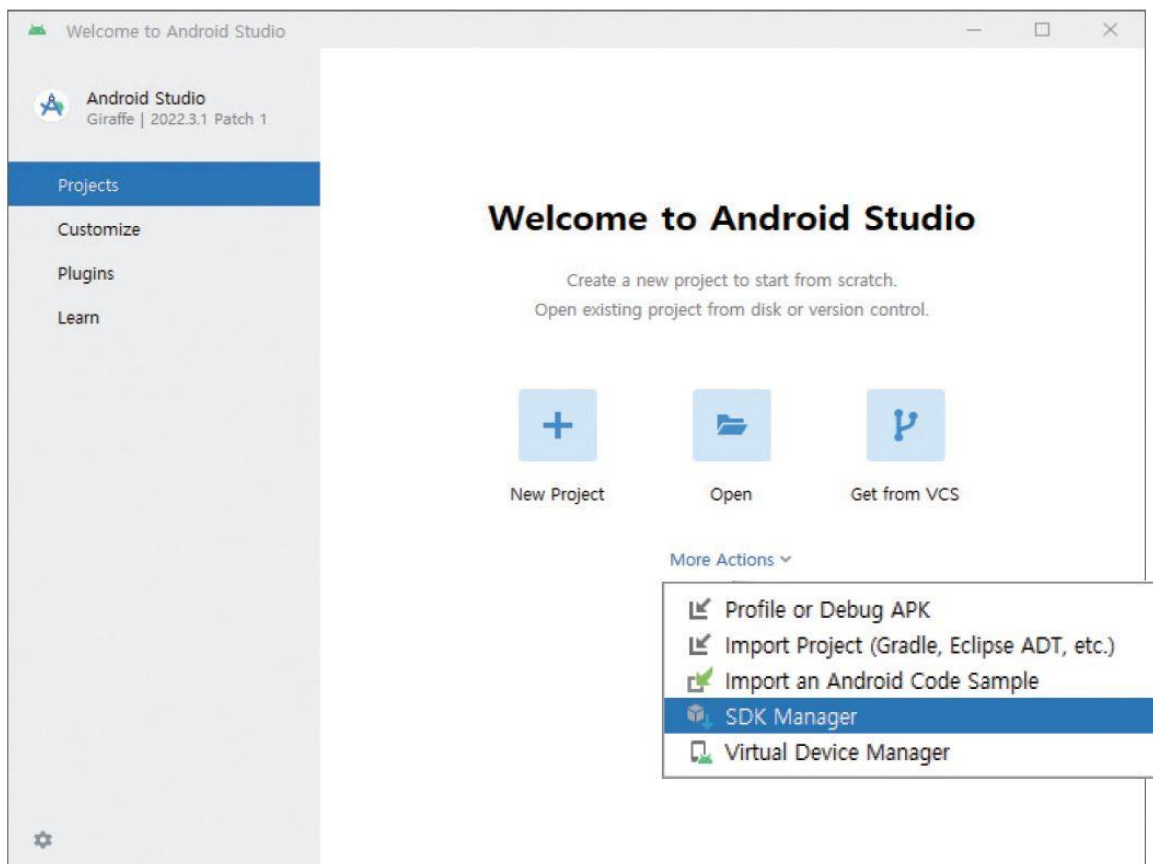 Welcome to Android Studio
Android Studio
Giraffe | 2022.3.1 Patch 1
Projects
Customize
Plugins
Learn
Welcome to Android Studio
Create a new project to start from scratch.
Open existing project from disk or version control.
New Project
Open
Get from VCS
More Actions
Profile or Debug APK
Import Project (Gradle, Eclipse ADT, etc.)
Import an Android Code Sample
SDK Manager
Virtual Device Manager